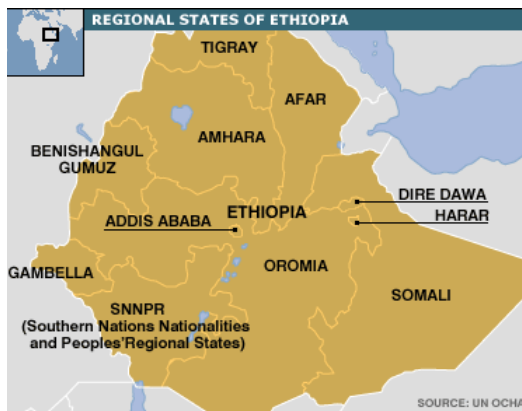 REGIONAL STATES OF ETHIOPIA
TIGRAY
AFAR
AMHARA
BENISHANGUL
GUMUZ
DIRE DAWA
ETHIOPIA
ADDIS ABABA
HARAR
OROMIA
GAMBELLA
SOMALI
SNNPR
(Southern Nations Nationalities
and Peoples'Regional States)
SOURCE: UN OCHA